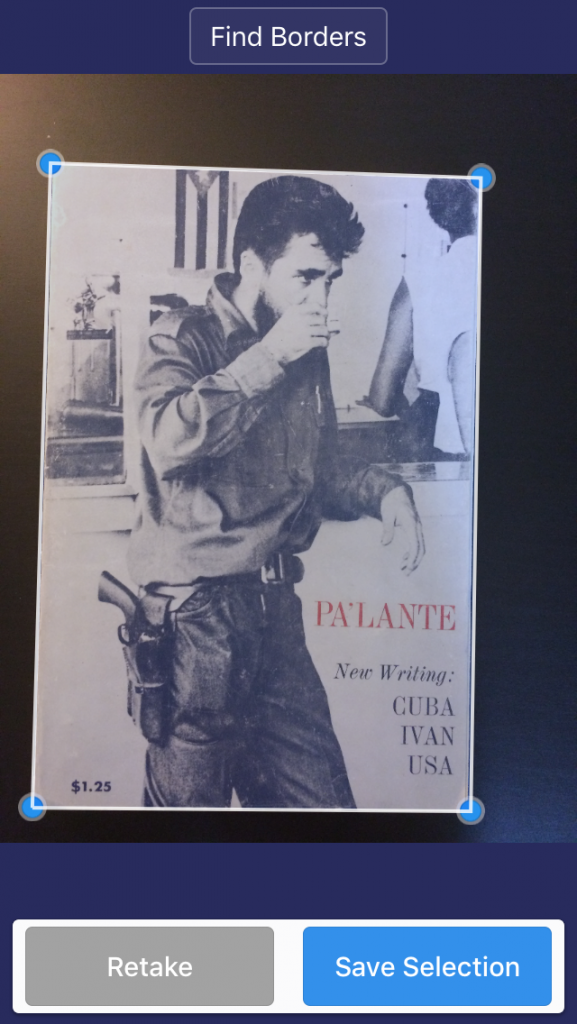 Find Borders
PA'LANTE
New Writing:
CUBA
IVAN
USA
$1.25
Retake
Save Selection